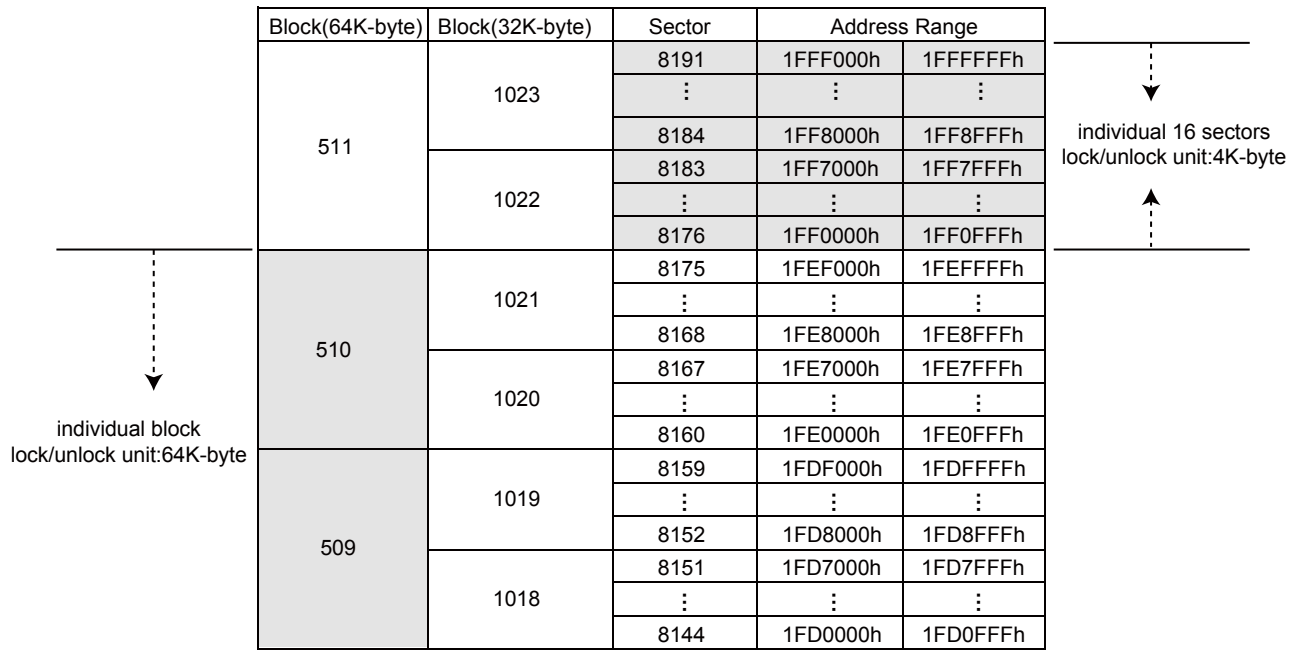 Block(64K-byte) Block(32K-byte) Sector Address Range
8191 1FFF000h 1FFFFFFh
1023 ⋮ ⋮ ⋮
8184 1FF8000h 1FF8FFFh
511
8183 1FF7000h 1FF7FFFh
1022 ⋮ ⋮ ⋮
8176 1FF0000h 1FF0FFFh
individual 16 sectors
lock/unlock unit:4K-byte
8175 1FEF000h 1FEFFFFh
1021 ⋮ ⋮ ⋮
8168 1FE8000h 1FE8FFFh
510
8167 1FE7000h 1FE7FFFh
1020 ⋮ ⋮ ⋮
8160 1FE0000h 1FE0FFFh
individual block
lock/unlock unit:64K-byte
8159 1FDF000h 1FDFFFFh
1019 ⋮ ⋮ ⋮
8152 1FD8000h 1FD8FFFh
509
8151 1FD7000h 1FD7FFFh
1018 ⋮ ⋮ ⋮
8144 1FD0000h 1FD0FFFh